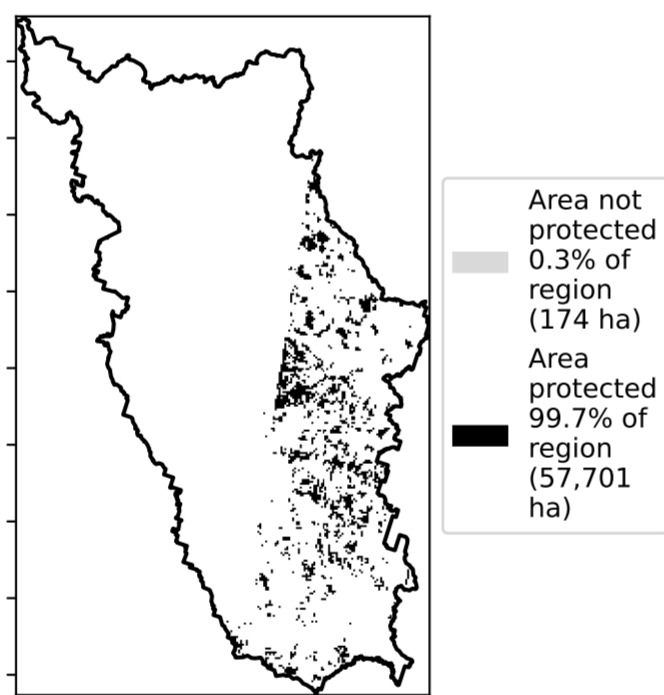 Area not
protected
0.3% of
region
(174 ha)
Area
protected
99.7% of
region
(57,701
ha)